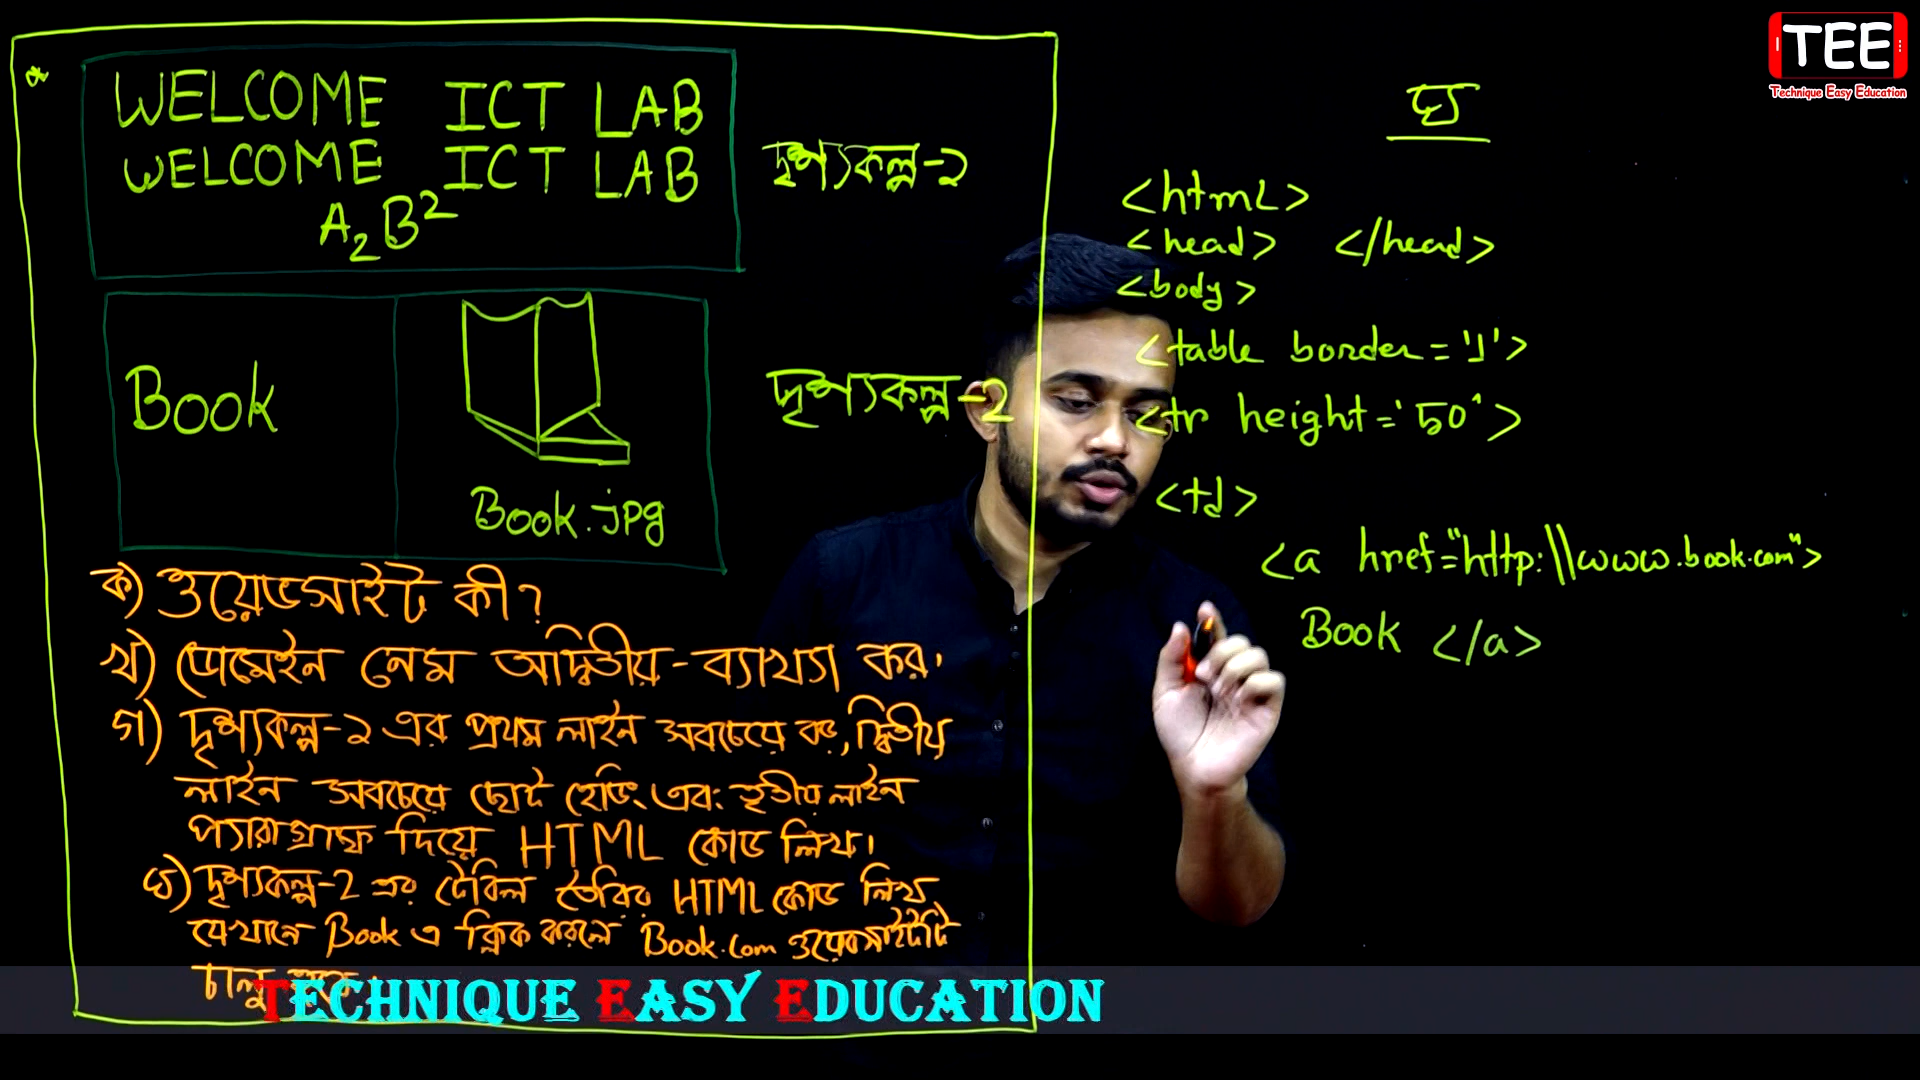 TEE
Technique Easy Education
WELCOME ICT LAB
WELCOME ICT LAB
A₂B²
দৃশ্যকল্প-১
Book
Book.jpg
দৃশ্যকল্প-2
ক) ওয়েভসাইট কী?
খ) ডোমেইন নেম অদ্বিতীয়-ব্যাখ্যা কর।
গ) দৃশ্যকল্প-১ এর প্রথম লাইন সবচেয়ে বড়, দ্বিতীয়
লাইন সবচেয়ে ছোট হেডিং এবং তৃতীয় লাইন
প্যারাগ্রাফ দিয়ে HTML কোড লিখ।
ঘ) দৃশ্যকল্প-2 এর টেবিল তৈরির HTML কোড লিখ
যেখানে Book এ ক্লিক করলে Book.com ওয়েবসাইটটি
চালু
TECHNIQUE EASY EDUCATION
ঘ
<html>
<head> </head>
<body>
<table border='1'>
<tr height='50'>
<td>
<a href="http:\\www.book.com">
Book </a>